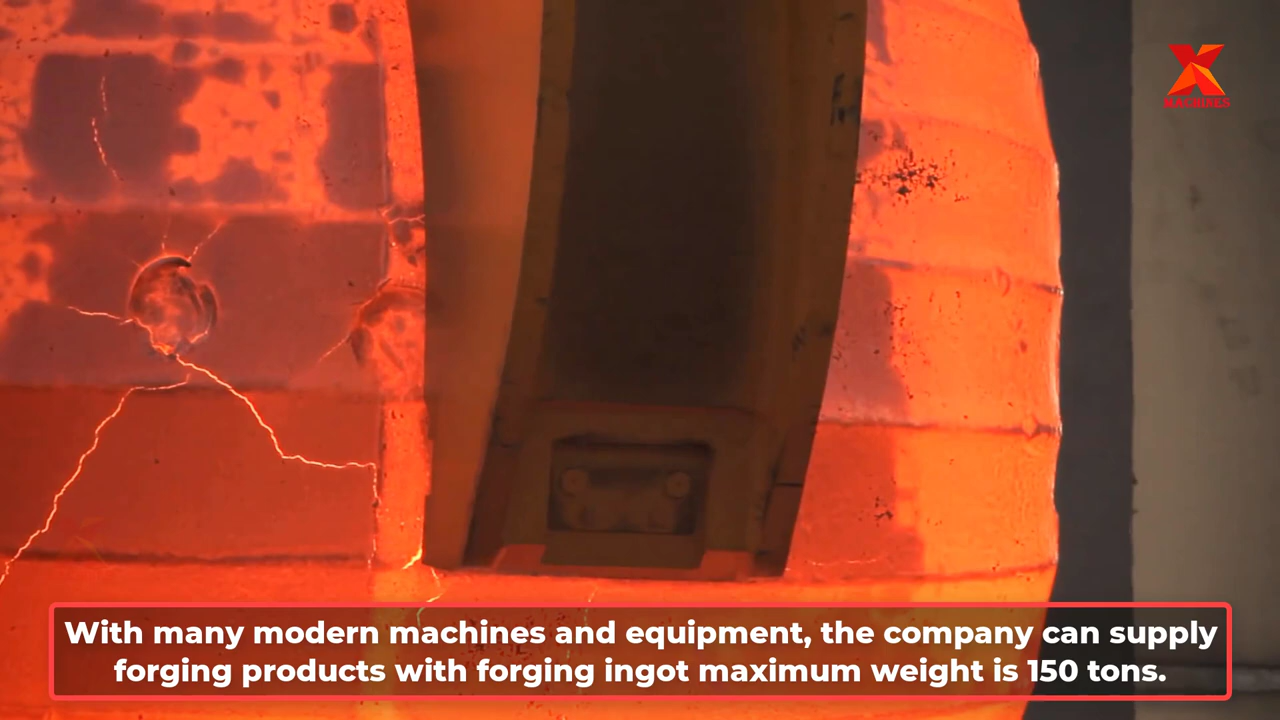 MACHINES
With many modern machines and equipment, the company can supply
forging products with forging ingot maximum weight is 150 tons.